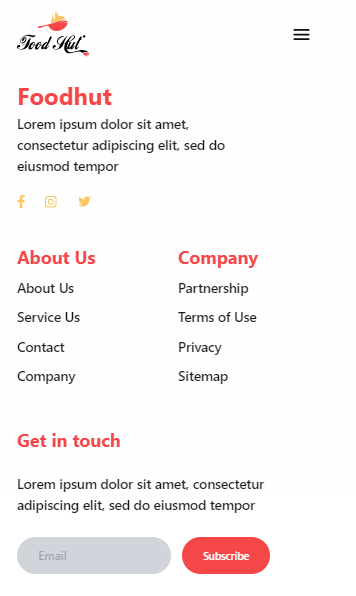 Food Hut
Foodhut
Lorem ipsum dolor sit amet,
consectetur adipiscing elit, sed do
eiusmod tempor
About Us
About Us
Service Us
Contact
Company
Company
Partnership
Terms of Use
Privacy
Sitemap
Get in touch
Lorem ipsum dolor sit amet, consectetur
adipiscing elit, sed do eiusmod tempor
Email
Subscribe